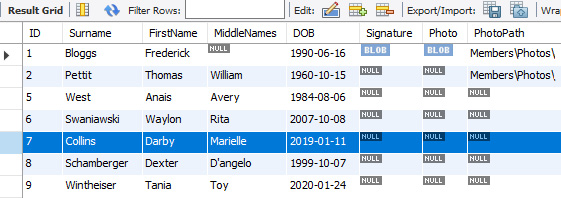 Result Grid Filter Rows: Edit: Export/Import: Wrap
ID Surname FirstName MiddleNames DOB Signature Photo PhotoPath
1 Bloggs Frederick NULL 1990-06-16 BLOB BLOB Members\Photos\
2 Pettit Thomas William 1960-10-15 NULL NULL Members\Photos\
5 West Anais Avery 1984-08-06 NULL NULL NULL
6 Swaniawski Waylon Rita 2007-10-08 NULL NULL NULL
7 Collins Darby Marielle 2019-01-11 NULL NULL NULL
8 Schamberger Dexter D'angelo 1999-10-07 NULL NULL NULL
9 Wintheiser Tania Toy 2020-01-24 NULL NULL NULL